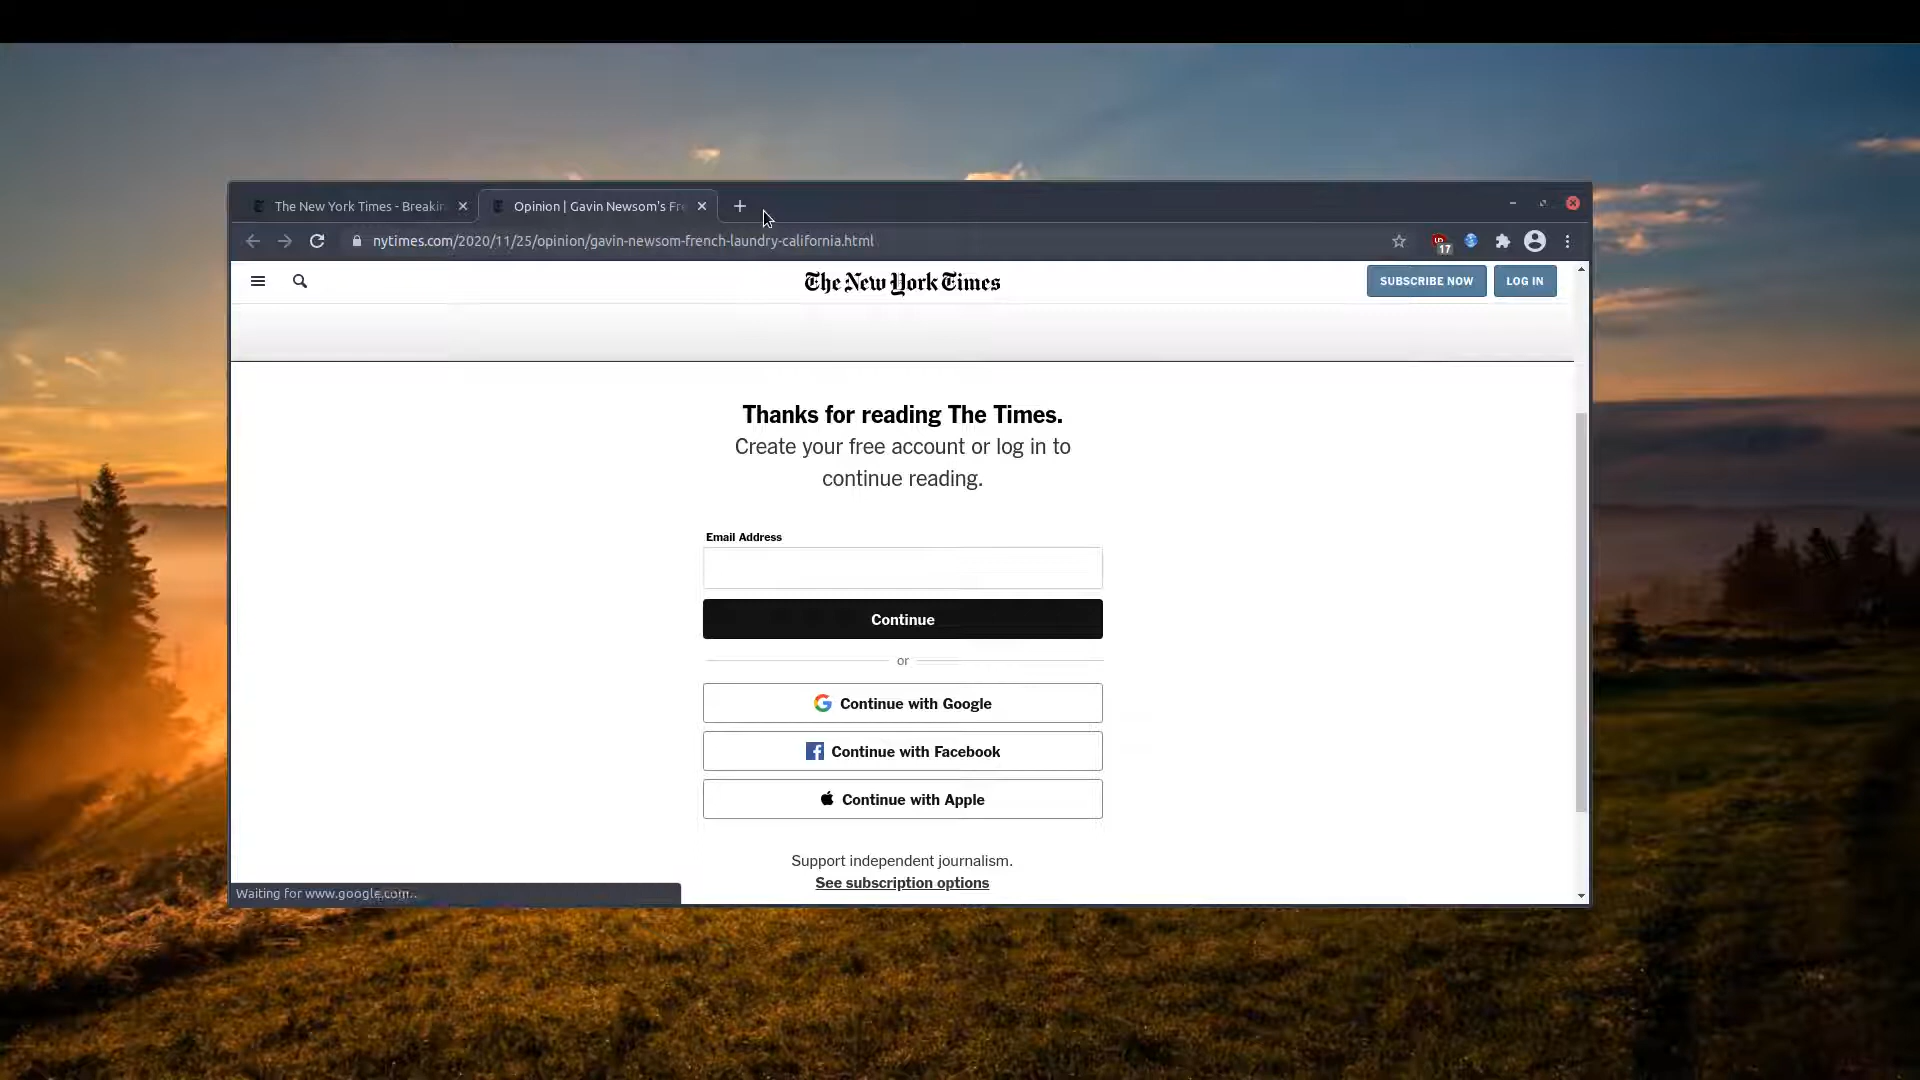 The New York Times - Breakin
Opinion | Gavin Newsom's Fre
nytimes.com/2020/11/25/opinion/gavin-newsom-french-laundry-california.html
17
The New York Times
SUBSCRIBE NOW
LOG IN
Thanks for reading The Times.
Create your free account or log in to
continue reading.
Email Address
Continue
or
Continue with Google
Continue with Facebook
Continue with Apple
Support independent journalism.
See subscription options
Waiting for www.google.com...